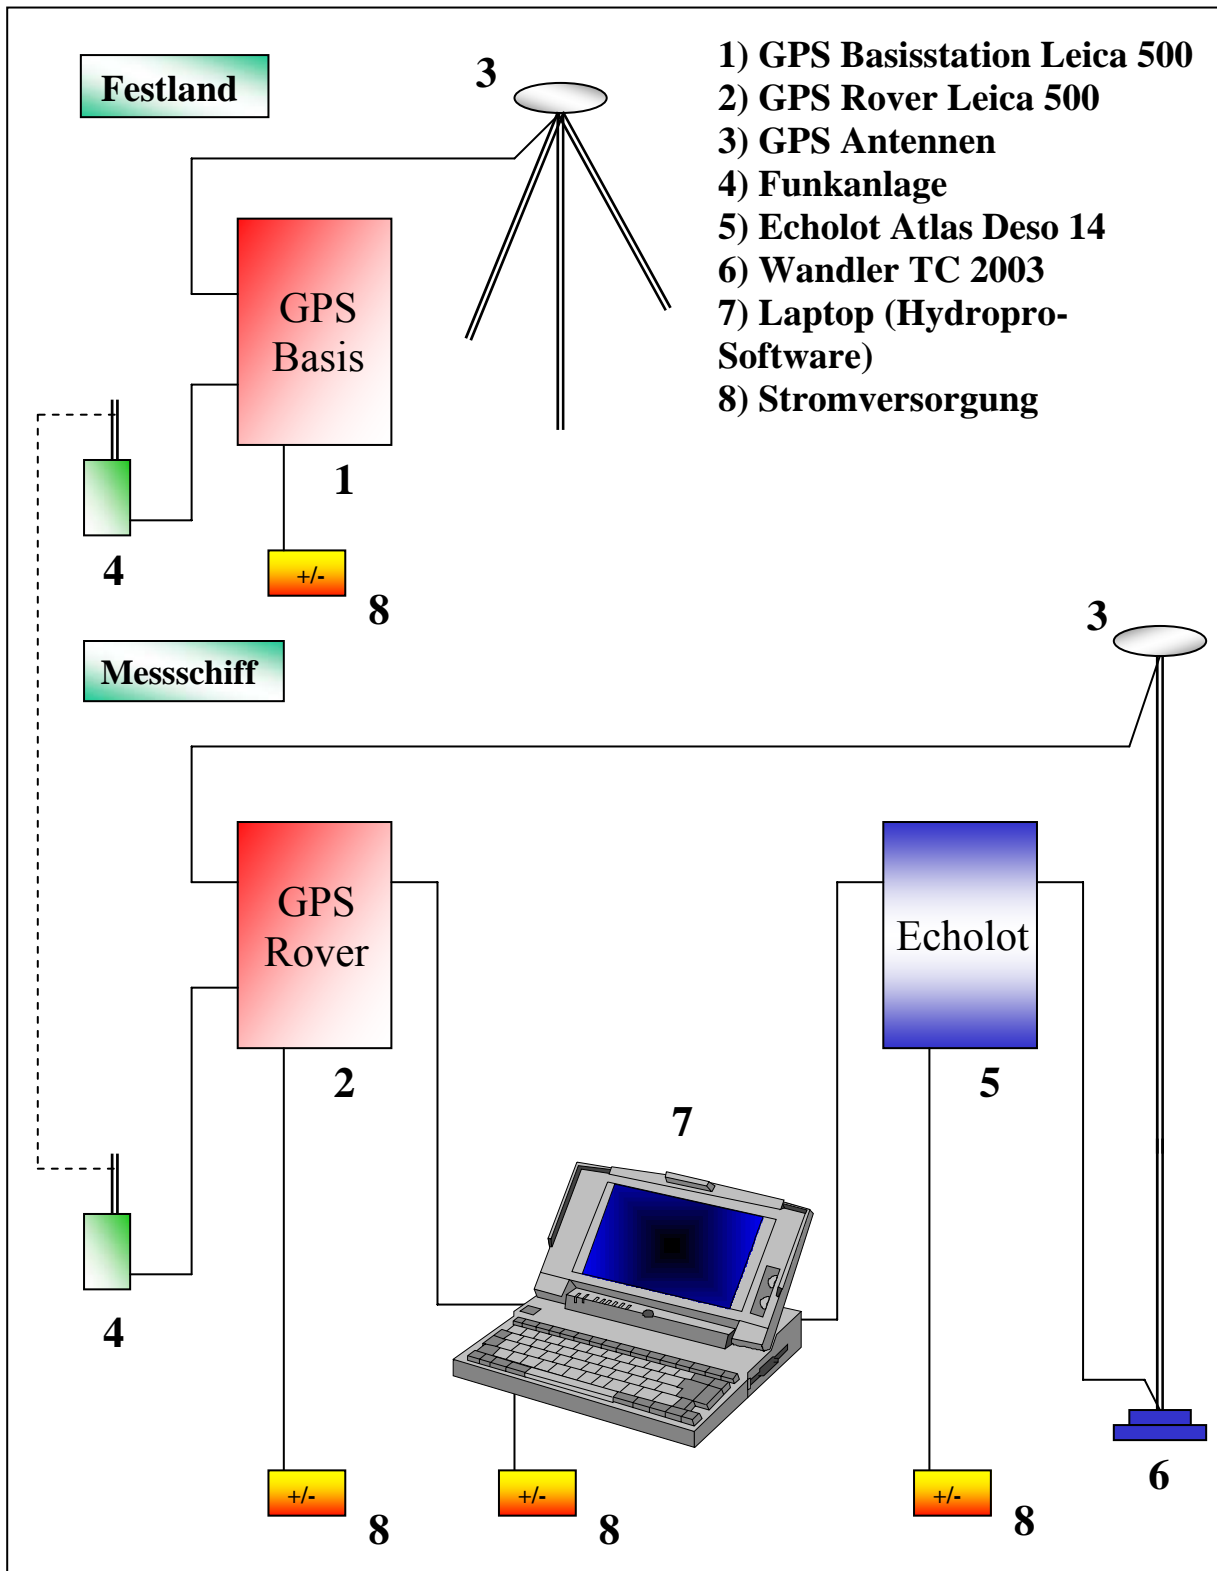 Festland
3
1) GPS Basisstation Leica 500
2) GPS Rover Leica 500
3) GPS Antennen
4) Funkanlage
5) Echolot Atlas Deso 14
6) Wandler TC 2003
7) Laptop (Hydropro-
Software)
8) Stromversorgung
GPS
Basis
1
4
+/-
8
Messschiff
3
GPS
Rover
Echolot
2
5
7
4
6
+/-
8
+/-
8
+/-
8